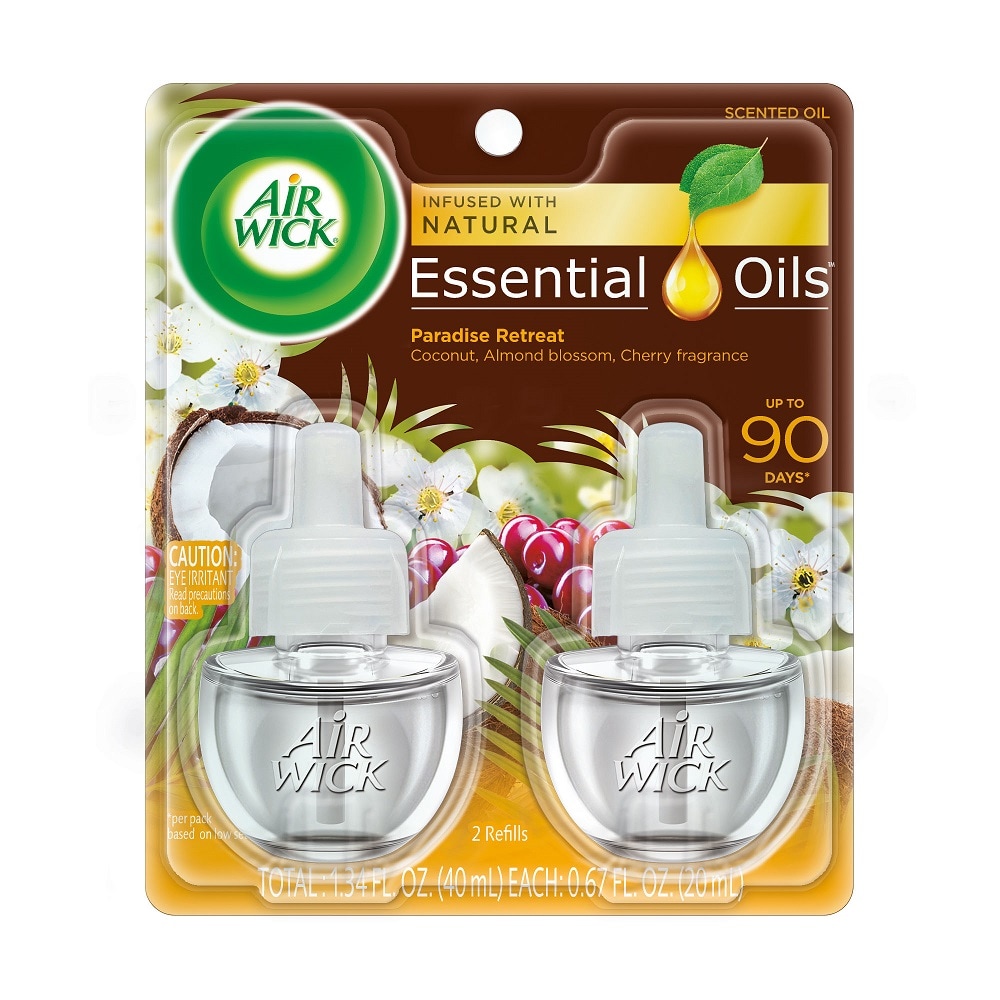 SCENTED OIL
AiR
WICK®
INFUSED WITH
NATURAL
Essential Oils™
Paradise Retreat
Coconut, Almond blossom, Cherry fragrance
UP TO
90
DAYS*
CAUTION:
EYE IRRITANT
Read precautions
on back.
AiR
WICK
AiR
WICK
*per pack
based on low
2 Refills
TOTAL: 1.34 FL. OZ. (40 mL) EACH: 0.67 FL. OZ. (20 mL)